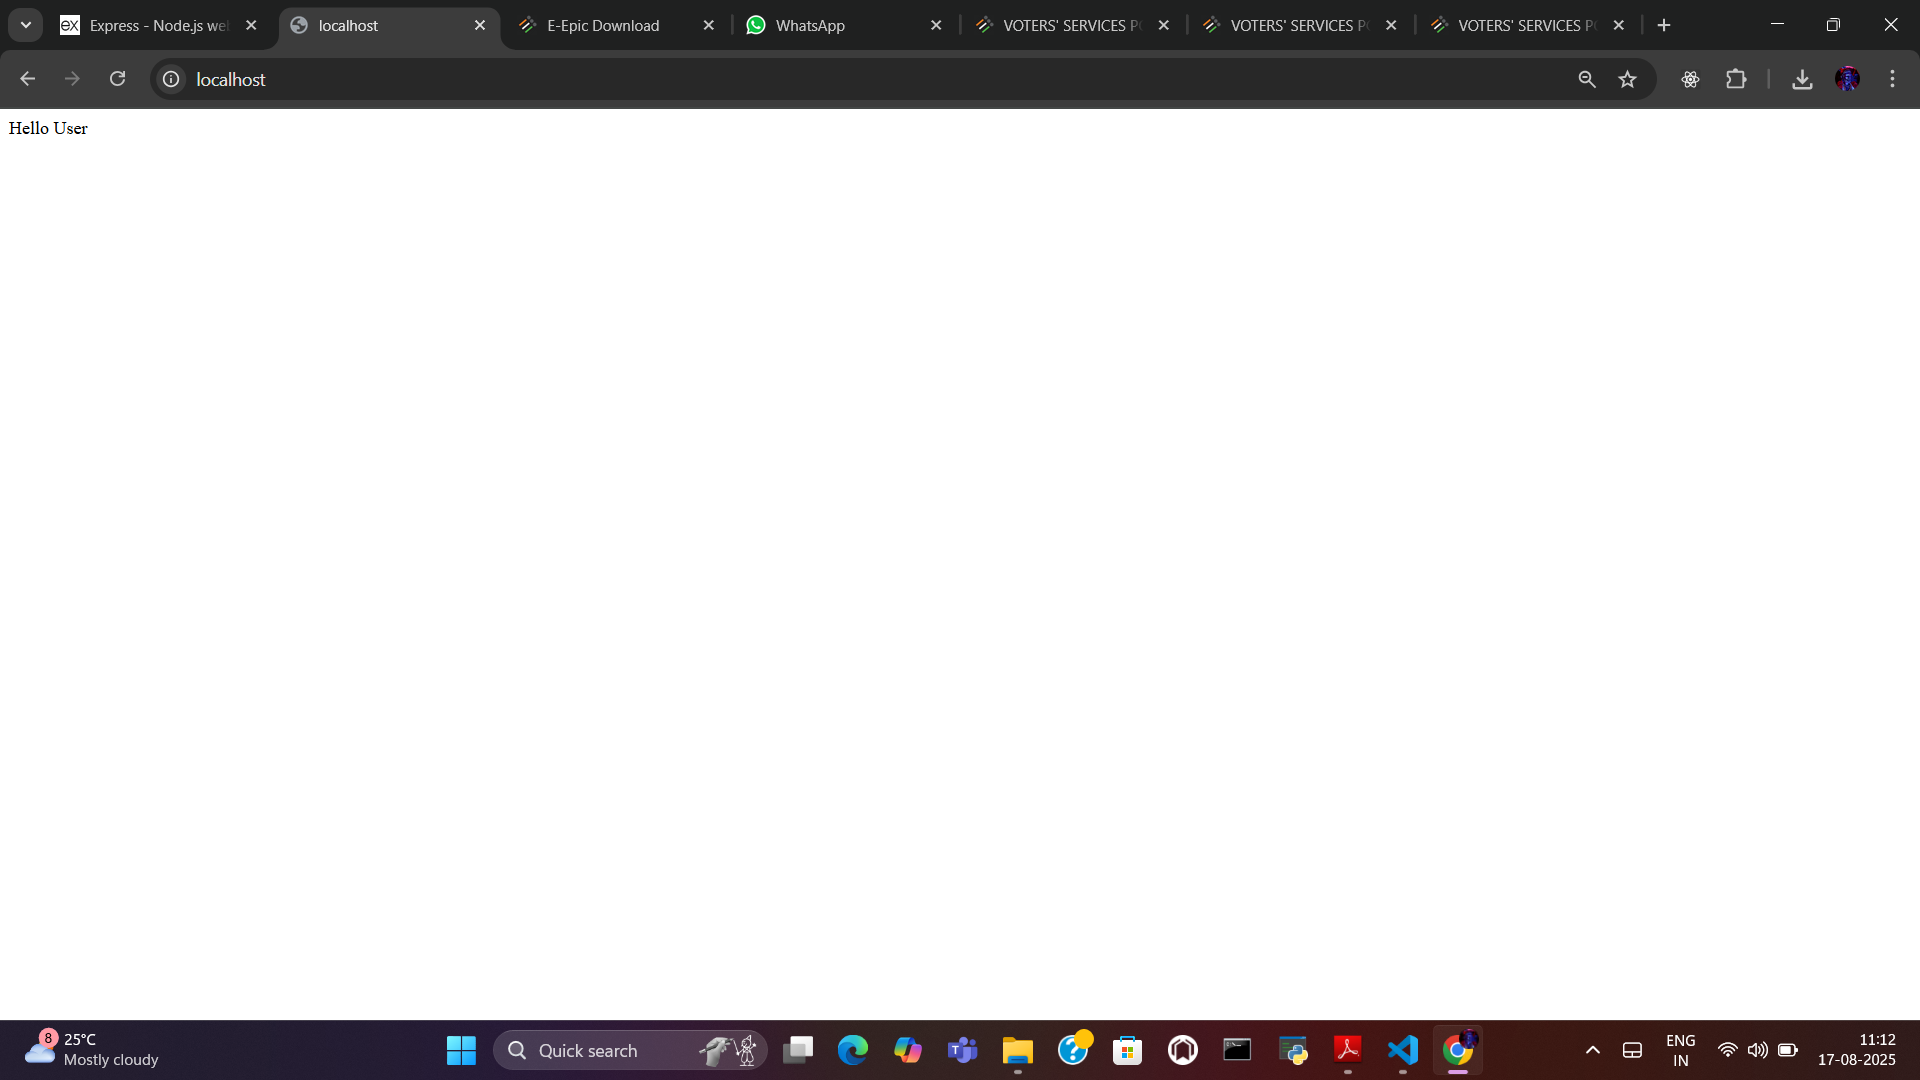 ex Express - Node.js we
localhost
E-Epic Download
WhatsApp
VOTERS' SERVICES P
VOTERS' SERVICES P
VOTERS' SERVICES P
localhost
Hello User
8 25°C
Mostly cloudy
Quick search
ENG
IN
11:12
17-08-2025